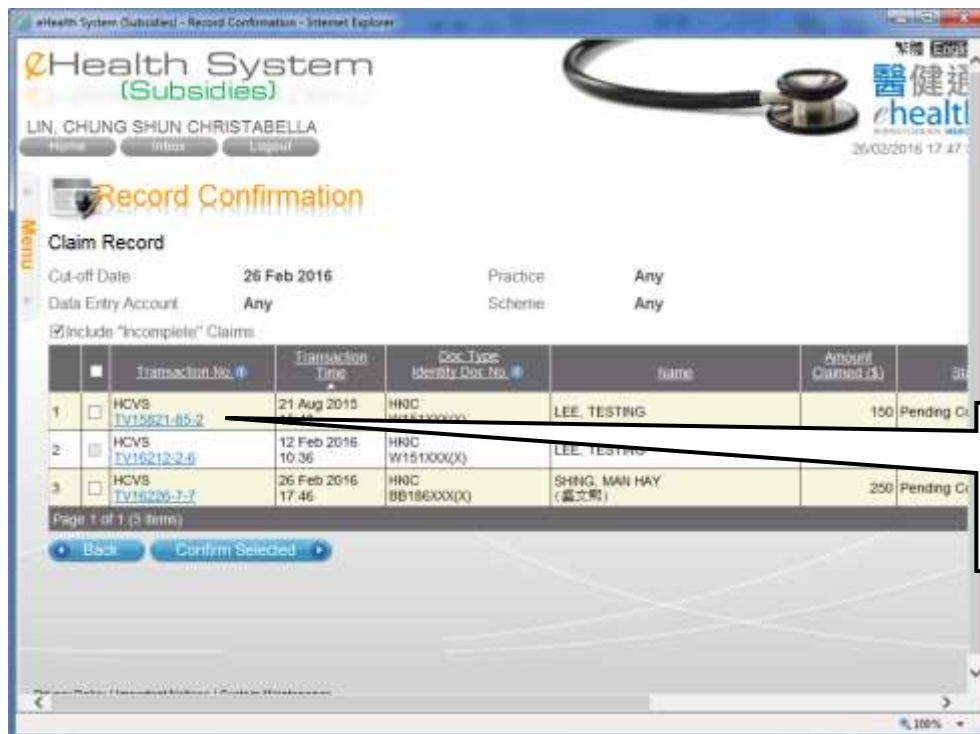 eHealth System (Subsidies) - Record Confirmation - Internet Explorer
繁體 Engli
eHealth System
(Subsidies)
醫健通
ehealth
LIN, CHUNG SHUN CHRISTABELLA
Home Inbox Logout
26/02/2016 17:47
Record Confirmation
Menu
Claim Record
Cut-off Date 26 Feb 2016 Practice Any
Data Entry Account Any Scheme Any
Include "Incomplete" Claims
Transaction No. Transaction Time Doc Type Identity Doc No. Name Amount Claimed ($)
1 HCVS TV15821-85-2 21 Aug 2015 HKIC LEE, TESTING 150 Pending
2 HCVS TV16212-2-6 12 Feb 2016 10:36 HKIC W151XXX(X) LEE, TESTING
3 HCVS TV16226-7-7 26 Feb 2016 17:46 HKIC BB186XXX(X) SHING, MAN HAY 250 Pending
Page 1 of 1 (3 items)
Back Confirm Selected
100%